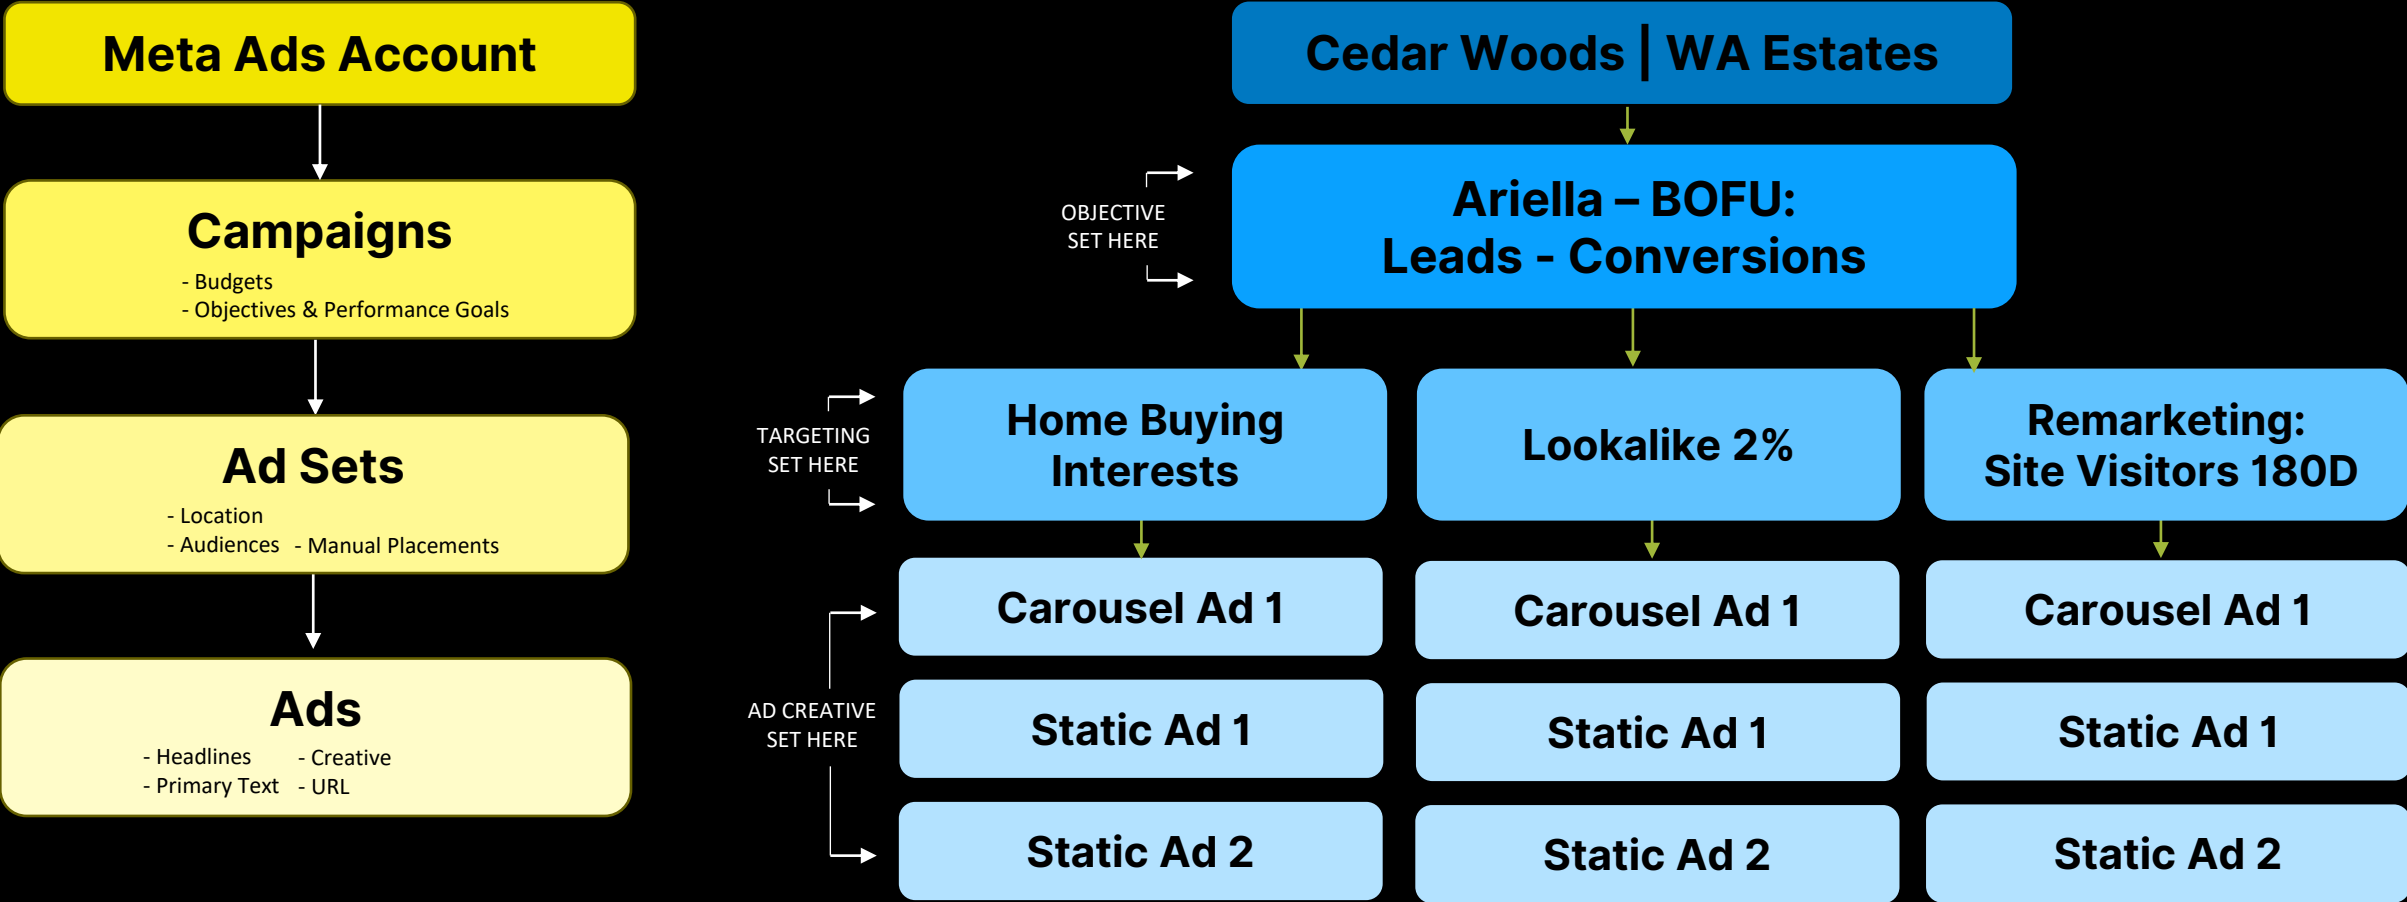 Meta Ads Account
Campaigns
- Budgets
- Objectives & Performance Goals
Ad Sets
- Location
- Audiences - Manual Placements
Ads
- Headlines - Creative
- Primary Text - URL
Cedar Woods | WA Estates
OBJECTIVE
SET HERE
Ariella – BOFU:
Leads - Conversions
TARGETING
SET HERE
Home Buying
Interests
Lookalike 2%
Remarketing:
Site Visitors 180D
AD CREATIVE
SET HERE
Carousel Ad 1
Carousel Ad 1
Carousel Ad 1
Static Ad 1
Static Ad 1
Static Ad 1
Static Ad 2
Static Ad 2
Static Ad 2